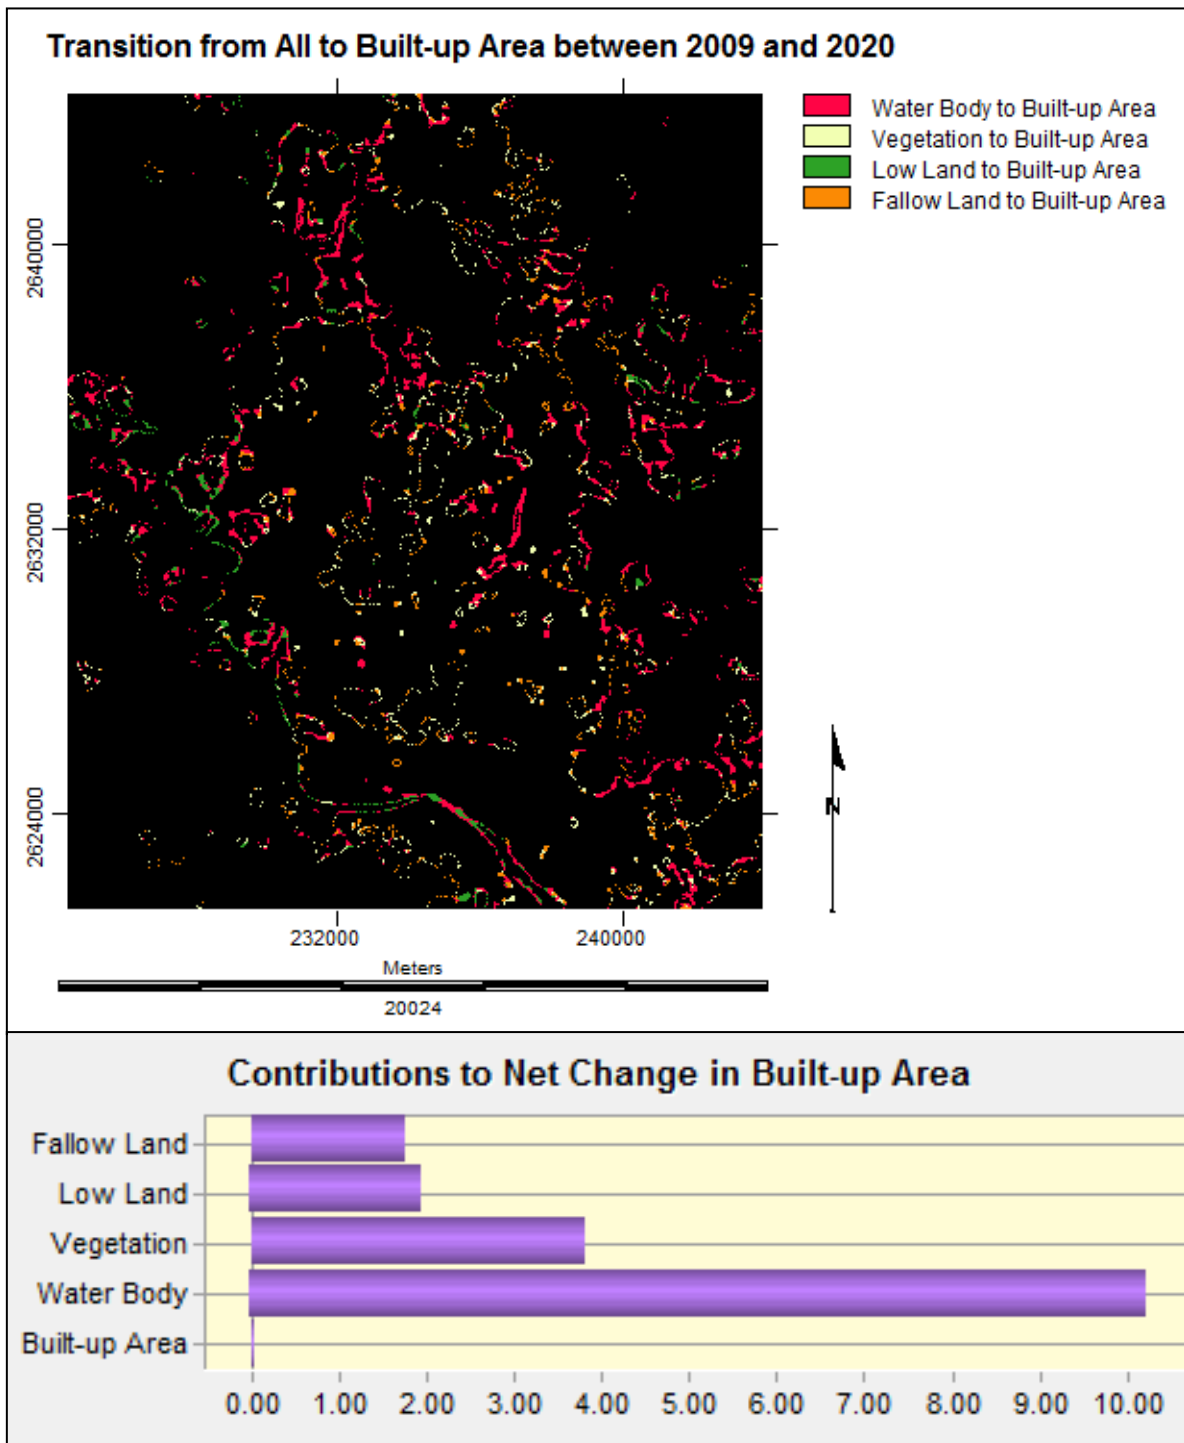 Transition from All to Built-up Area between 2009 and 2020
Water Body to Built-up Area
Vegetation to Built-up Area
Low Land to Built-up Area
Fallow Land to Built-up Area
2640000
2632000
2624000
N
232000 240000
Meters
20024
Contributions to Net Change in Built-up Area
Fallow Land
Low Land
Vegetation
Water Body
Built-up Area
0.00 1.00 2.00 3.00 4.00 5.00 6.00 7.00 8.00 9.00 10.00